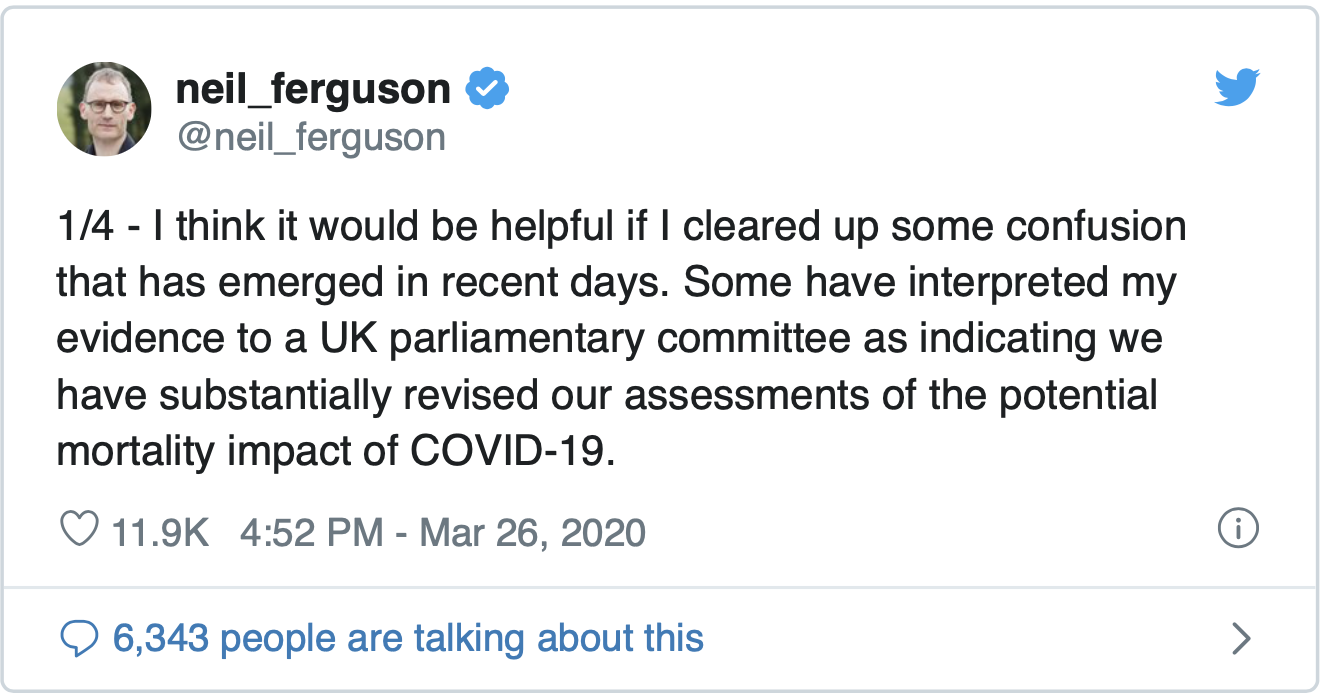 neil_ferguson
@neil_ferguson
1/4 - I think it would be helpful if I cleared up some confusion
that has emerged in recent days. Some have interpreted my
evidence to a UK parliamentary committee as indicating we
have substantially revised our assessments of the potential
mortality impact of COVID-19.
11.9K 4:52 PM - Mar 26, 2020
6,343 people are talking about this